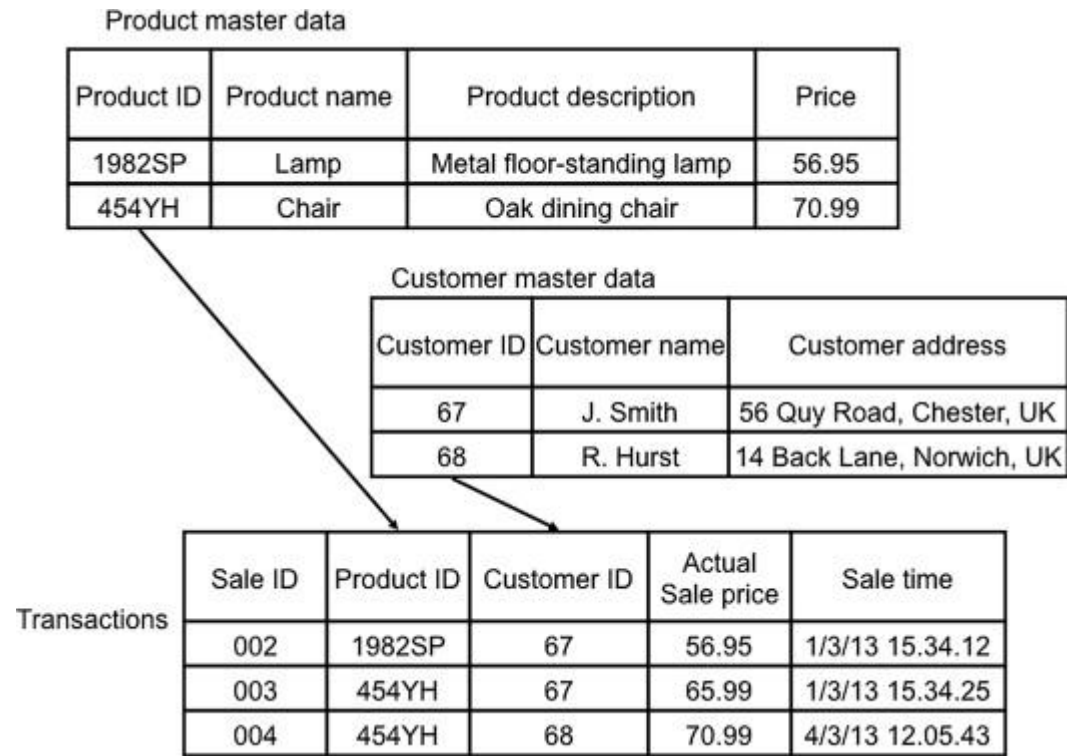 Product master data
Product ID Product name Product description Price
1982SP Lamp Metal floor-standing lamp 56.95
454YH Chair Oak dining chair 70.99
Customer master data
Customer ID Customer name Customer address
67 J. Smith 56 Quy Road, Chester, UK
68 R. Hurst 14 Back Lane, Norwich, UK
Transactions
Sale ID Product ID Customer ID Actual Sale price Sale time
002 1982SP 67 56.95 1/3/13 15.34.12
003 454YH 67 65.99 1/3/13 15.34.25
004 454YH 68 70.99 4/3/13 12.05.43